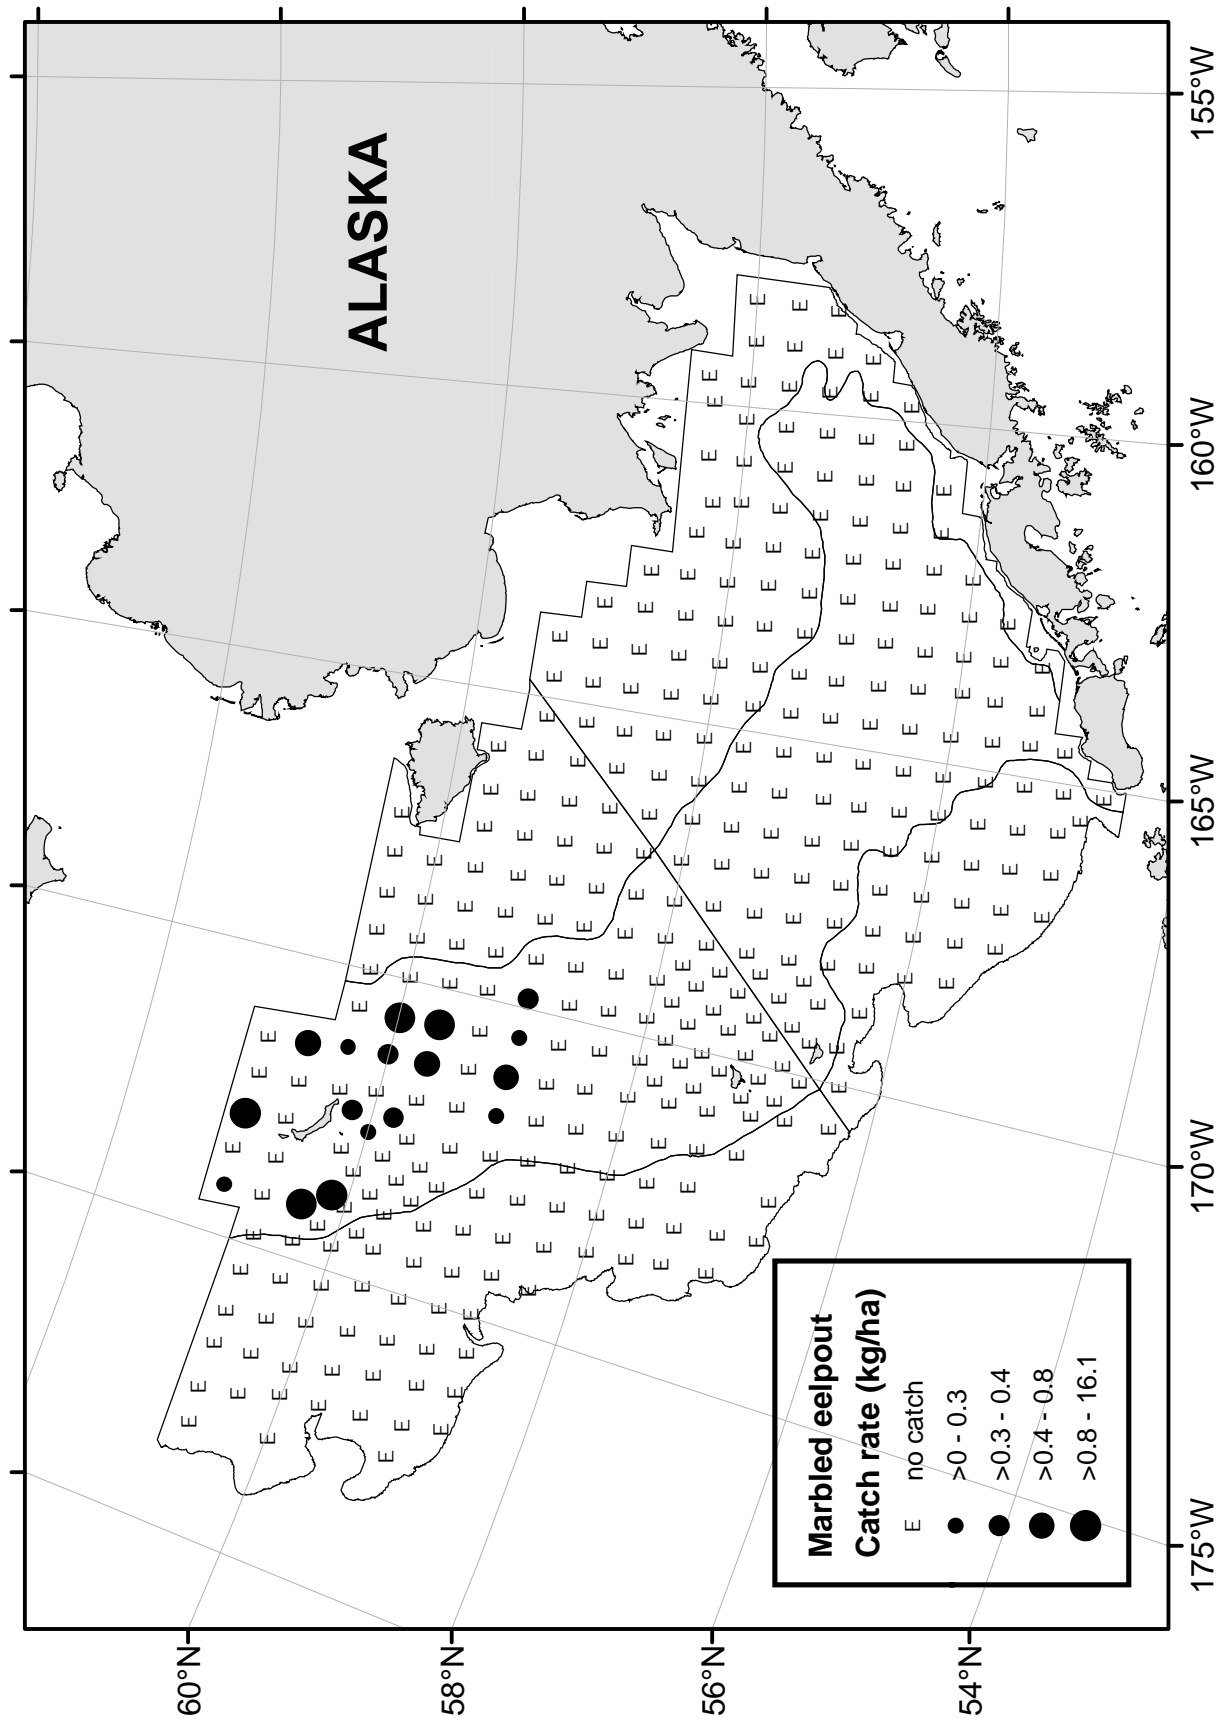 ALASKA
60°N
58°N
56°N
54°N
175°W
170°W
165°W
160°W
155°W
Marbled eelpout
Catch rate (kg/ha)
E no catch
>0 - 0.3
>0.3 - 0.4
>0.4 - 0.8
>0.8 - 16.1